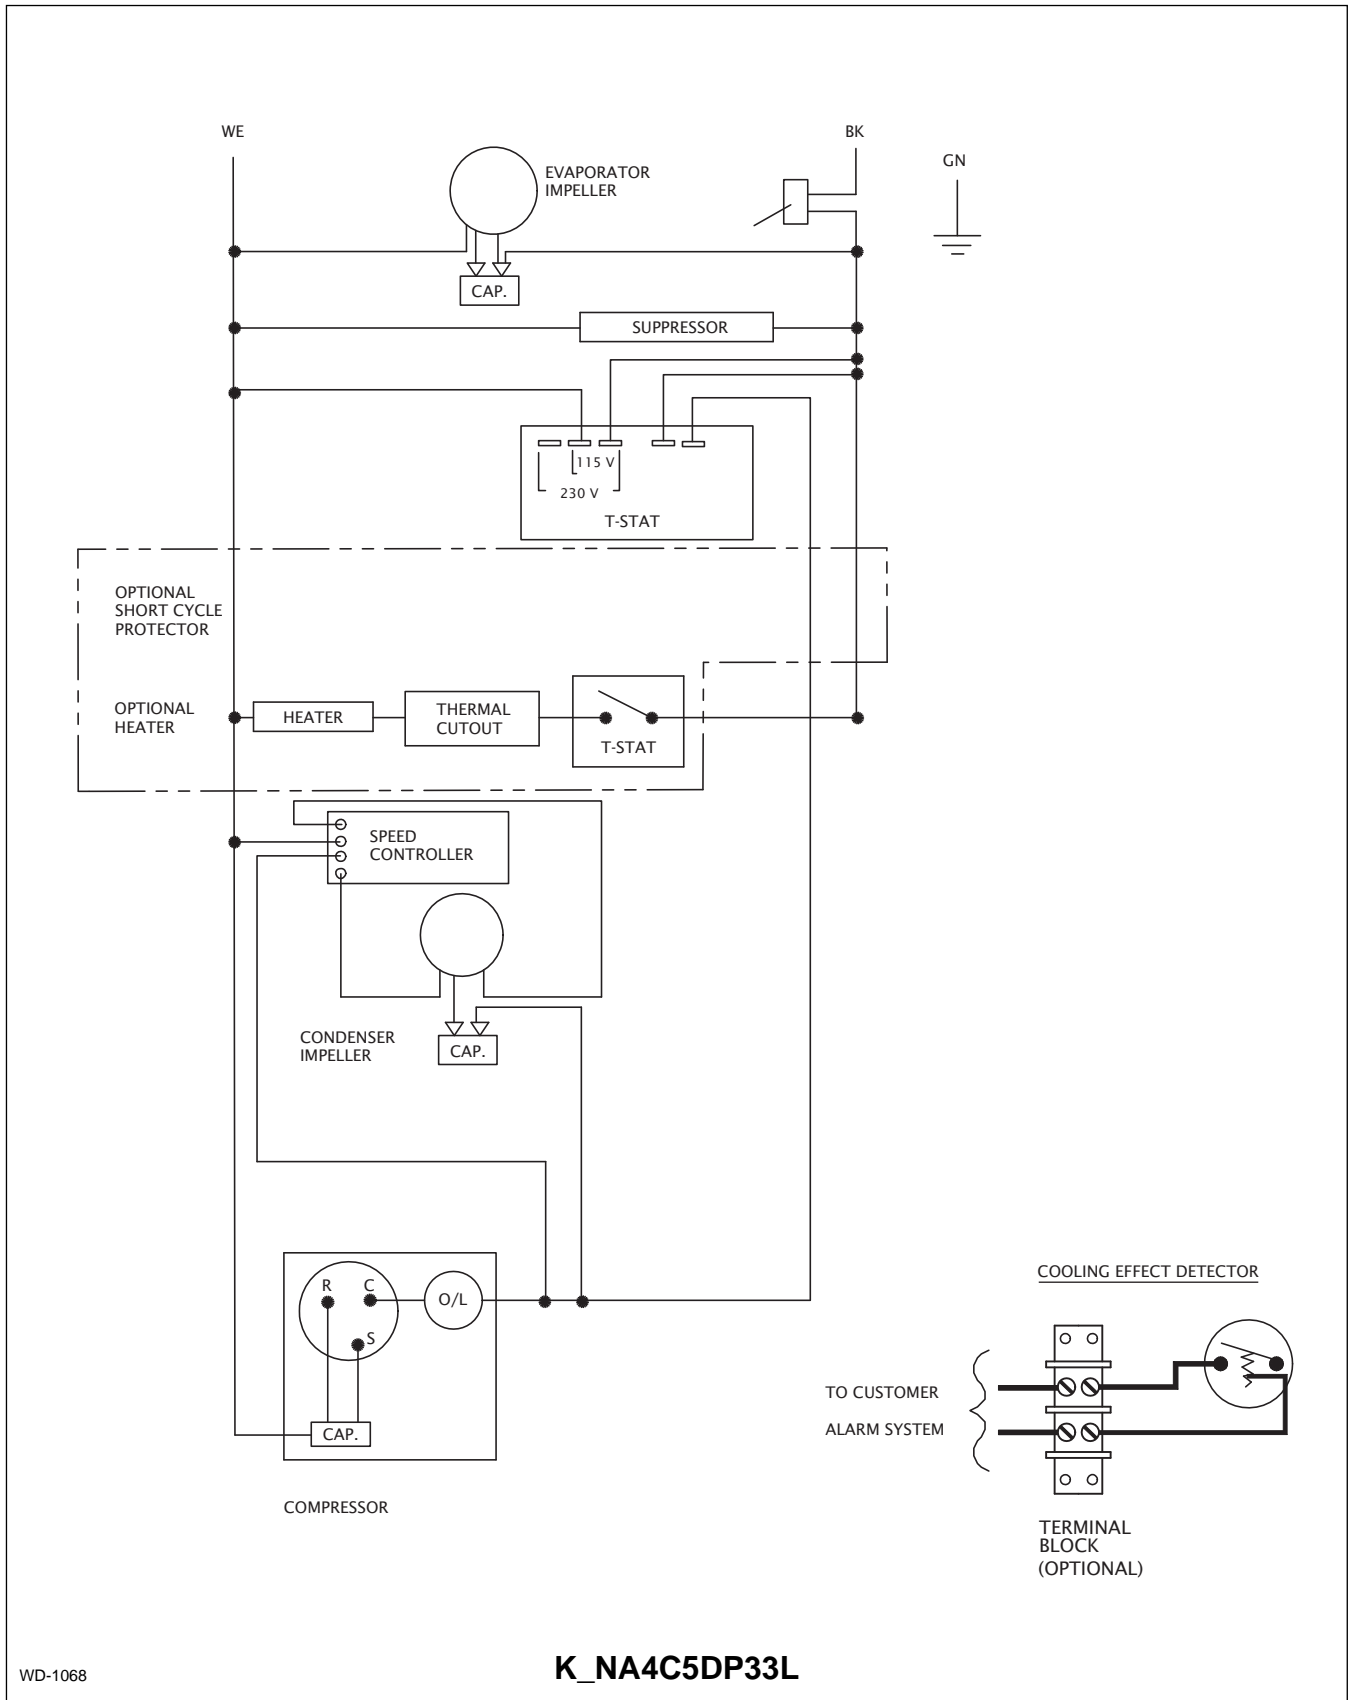 WE
BK
GN
EVAPORATOR
IMPELLER
CAP.
SUPPRESSOR
115 V
230 V
T-STAT
OPTIONAL
SHORT CYCLE
PROTECTOR
OPTIONAL
HEATER
HEATER
THERMAL
CUTOUT
T-STAT
SPEED
CONTROLLER
CONDENSER
IMPELLER
CAP.
R
C
S
O/L
CAP.
COMPRESSOR
COOLING EFFECT DETECTOR
TO CUSTOMER
ALARM SYSTEM
TERMINAL
BLOCK
(OPTIONAL)
WD-1068
K_NA4C5DP33L